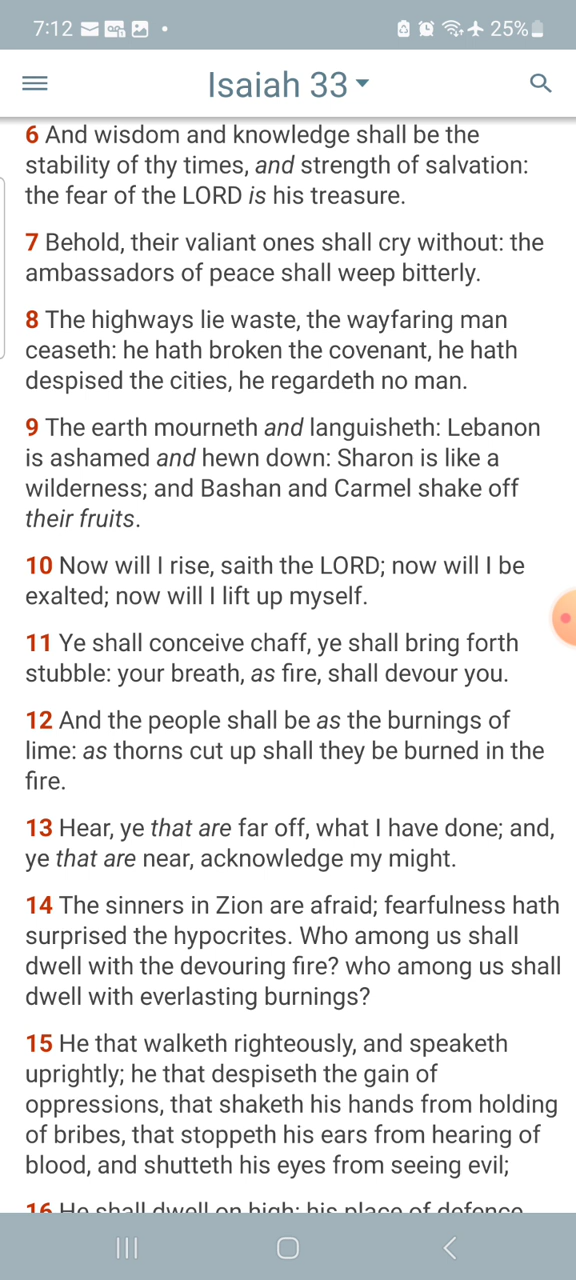 7:12
25%
Isaiah 33
6 And wisdom and knowledge shall be the
stability of thy times, and strength of salvation:
the fear of the LORD is his treasure.
7 Behold, their valiant ones shall cry without: the
ambassadors of peace shall weep bitterly.
8 The highways lie waste, the wayfaring man
ceaseth: he hath broken the covenant, he hath
despised the cities, he regardeth no man.
9 The earth mourneth and languisheth: Lebanon
is ashamed and hewn down: Sharon is like a
wilderness; and Bashan and Carmel shake off
their fruits.
10 Now will I rise, saith the LORD; now will I be
exalted; now will I lift up myself.
11 Ye shall conceive chaff, ye shall bring forth
stubble: your breath, as fire, shall devour you.
12 And the people shall be as the burnings of
lime: as thorns cut up shall they be burned in the
fire.
13 Hear, ye that are far off, what I have done; and,
ye that are near, acknowledge my might.
14 The sinners in Zion are afraid; fearfulness hath
surprised the hypocrites. Who among us shall
dwell with the devouring fire? who among us shall
dwell with everlasting burnings?
15 He that walketh righteously, and speaketh
uprightly; he that despiseth the gain of
oppressions, that shaketh his hands from holding
of bribes, that stoppeth his ears from hearing of
blood, and shutteth his eyes from seeing evil;
16 He shall dwell on high: his place of defence